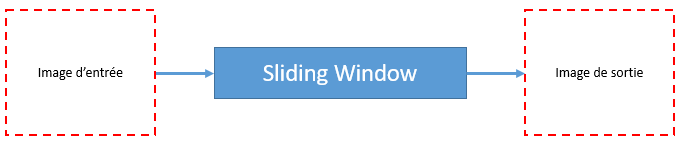 Image d’entrée
Sliding Window
Image de sortie